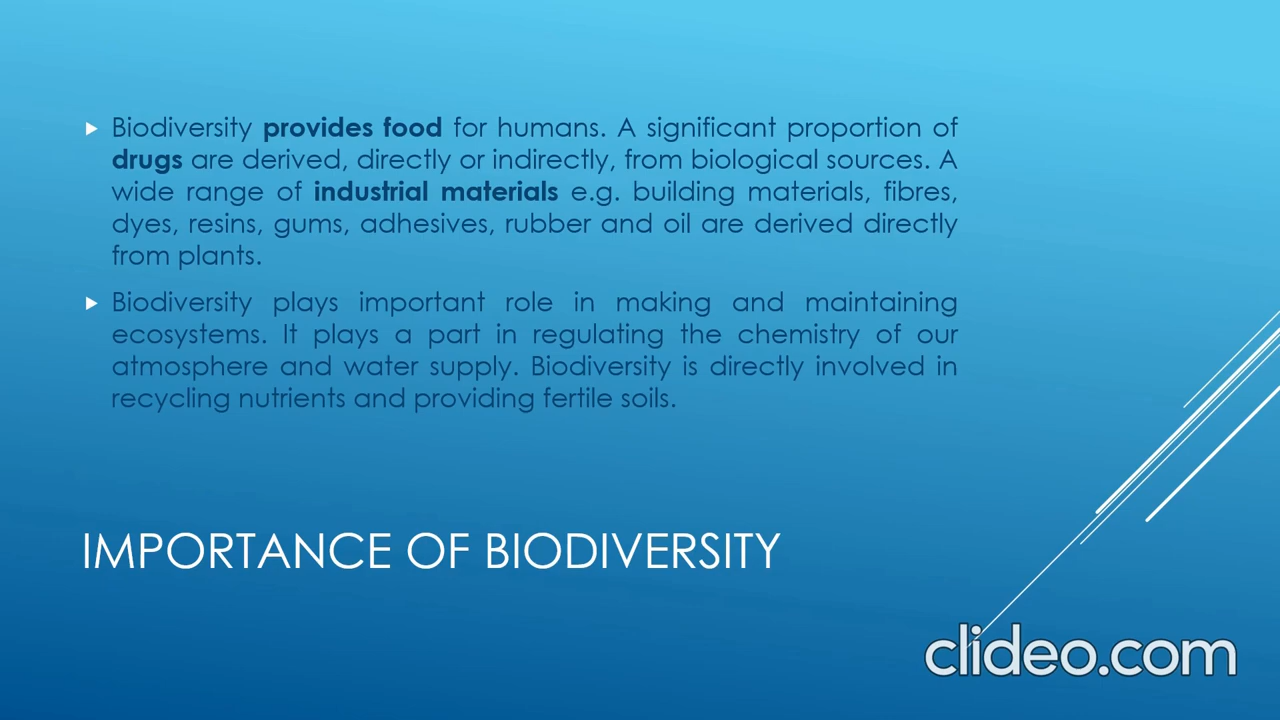 Biodiversity provides food for humans. A significant proportion of
drugs are derived, directly or indirectly, from biological sources. A
wide range of industrial materials e.g. building materials, fibres,
dyes, resins, gums, adhesives, rubber and oil are derived directly
from plants.
Biodiversity plays important role in making and maintaining
ecosystems. It plays a part in regulating the chemistry of our
atmosphere and water supply. Biodiversity is directly involved in
recycling nutrients and providing fertile soils.
IMPORTANCE OF BIODIVERSITY
clideo.com